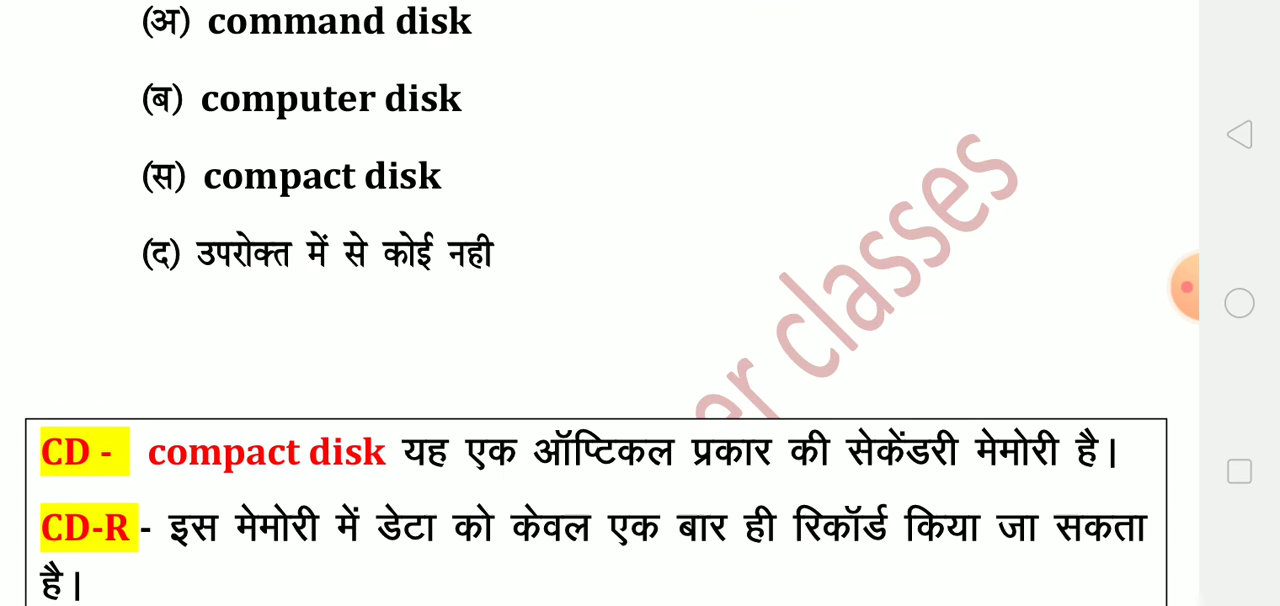 (अ) command disk
(ब) computer disk
(स) compact disk
(द) उपरोक्त में से कोई नही
classes
CD - compact disk यह एक ऑप्टिकल प्रकार की सेकेंडरी मेमोरी है।
CD-R - इस मेमोरी में डेटा को केवल एक बार ही रिकॉर्ड किया जा सकता
है।